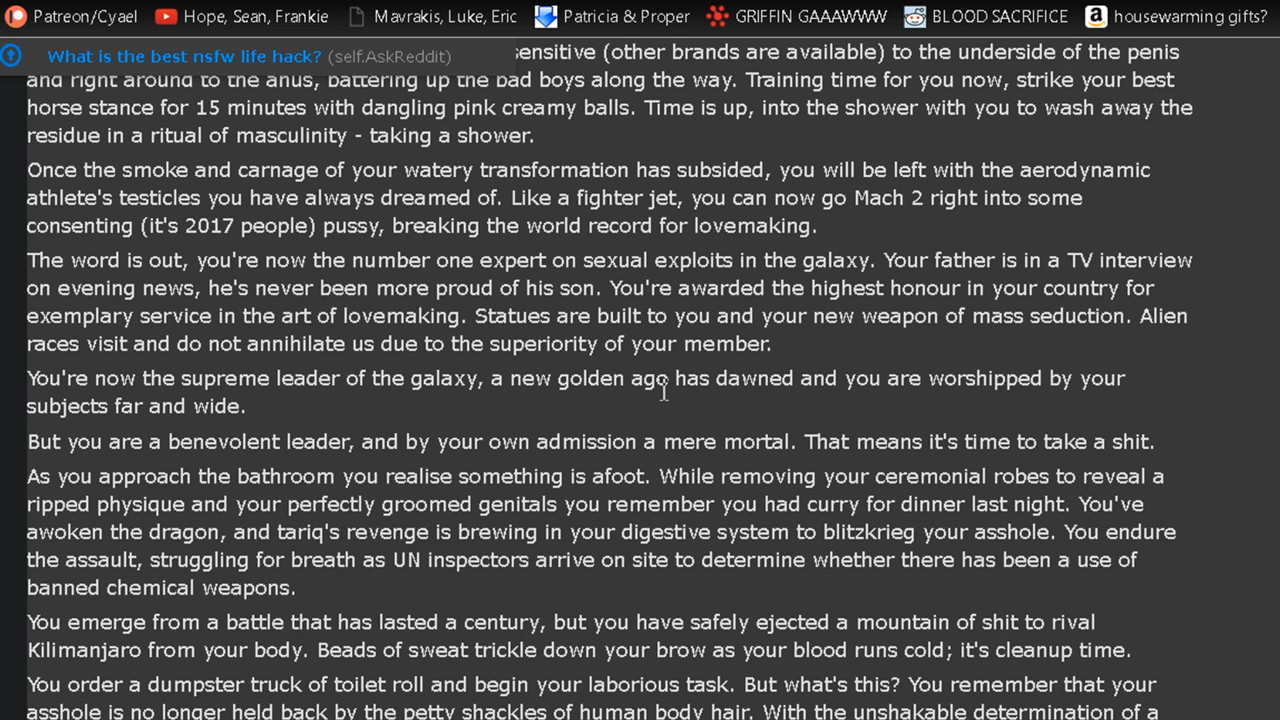 Patreon/Cyael Hope, Sean, Frankie Mavrakis, Luke, Eric Patricia & Proper GRIFFIN GAAAWWW BLOOD SACRIFICE housewarming gifts?
What is the best nsfw life hack? (self.AskReddit)
sensitive (other brands are available) to the underside of the penis
and right around to the anus, battering up the bad boys along the way. Training time for you now, strike your best
horse stance for 15 minutes with dangling pink creamy balls. Time is up, into the shower with you to wash away the
residue in a ritual of masculinity - taking a shower.
Once the smoke and carnage of your watery transformation has subsided, you will be left with the aerodynamic
athlete's testicles you have always dreamed of. Like a fighter jet, you can now go Mach 2 right into some
consenting (it's 2017 people) pussy, breaking the world record for lovemaking.
The word is out, you're now the number one expert on sexual exploits in the galaxy. Your father is in a TV interview
on evening news, he's never been more proud of his son. You're awarded the highest honour in your country for
exemplary service in the art of lovemaking. Statues are built to you and your new weapon of mass seduction. Alien
races visit and do not annihilate us due to the superiority of your member.
You're now the supreme leader of the galaxy, a new golden age has dawned and you are worshipped by your
subjects far and wide.
But you are a benevolent leader, and by your own admission a mere mortal. That means it's time to take a shit.
As you approach the bathroom you realise something is afoot. While removing your ceremonial robes to reveal a
ripped physique and your perfectly groomed genitals you remember you had curry for dinner last night. You've
awoken the dragon, and tariq's revenge is brewing in your digestive system to blitzkrieg your asshole. You endure
the assault, struggling for breath as UN inspectors arrive on site to determine whether there has been a use of
banned chemical weapons.
You emerge from a battle that has lasted a century, but you have safely ejected a mountain of shit to rival
Kilimanjaro from your body. Beads of sweat trickle down your brow as your blood runs cold; it's cleanup time.
You order a dumpster truck of toilet roll and begin your laborious task. But what's this? You remember that your
asshole is no longer held back by the petty shackles of human body hair. With the unshakable determination of a